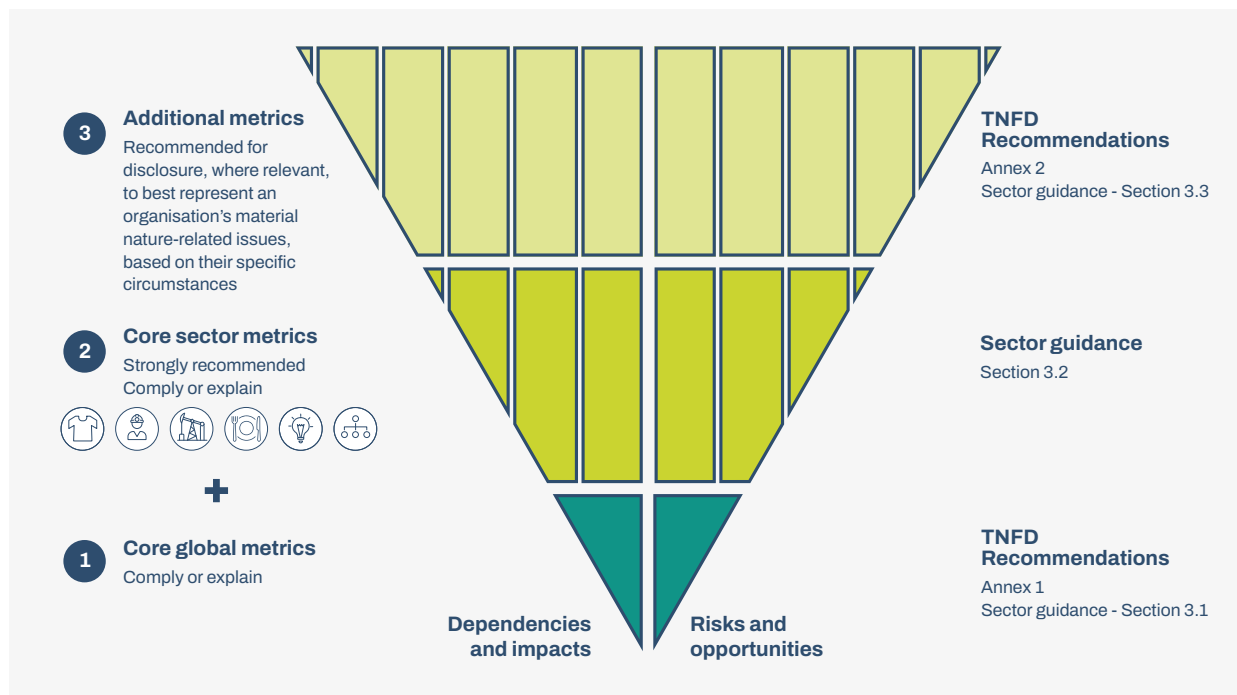 3
Additional metrics
Recommended for
disclosure, where relevant,
to best represent an
organisation’s material
nature-related issues,
based on their specific
circumstances
TNFD
Recommendations
Annex 2
Sector guidance - Section 3.3
2
Core sector metrics
Strongly recommended
Comply or explain
Sector guidance
Section 3.2
1
Core global metrics
Comply or explain
TNFD
Recommendations
Annex 1
Sector guidance - Section 3.1
Dependencies
and impacts
Risks and
opportunities